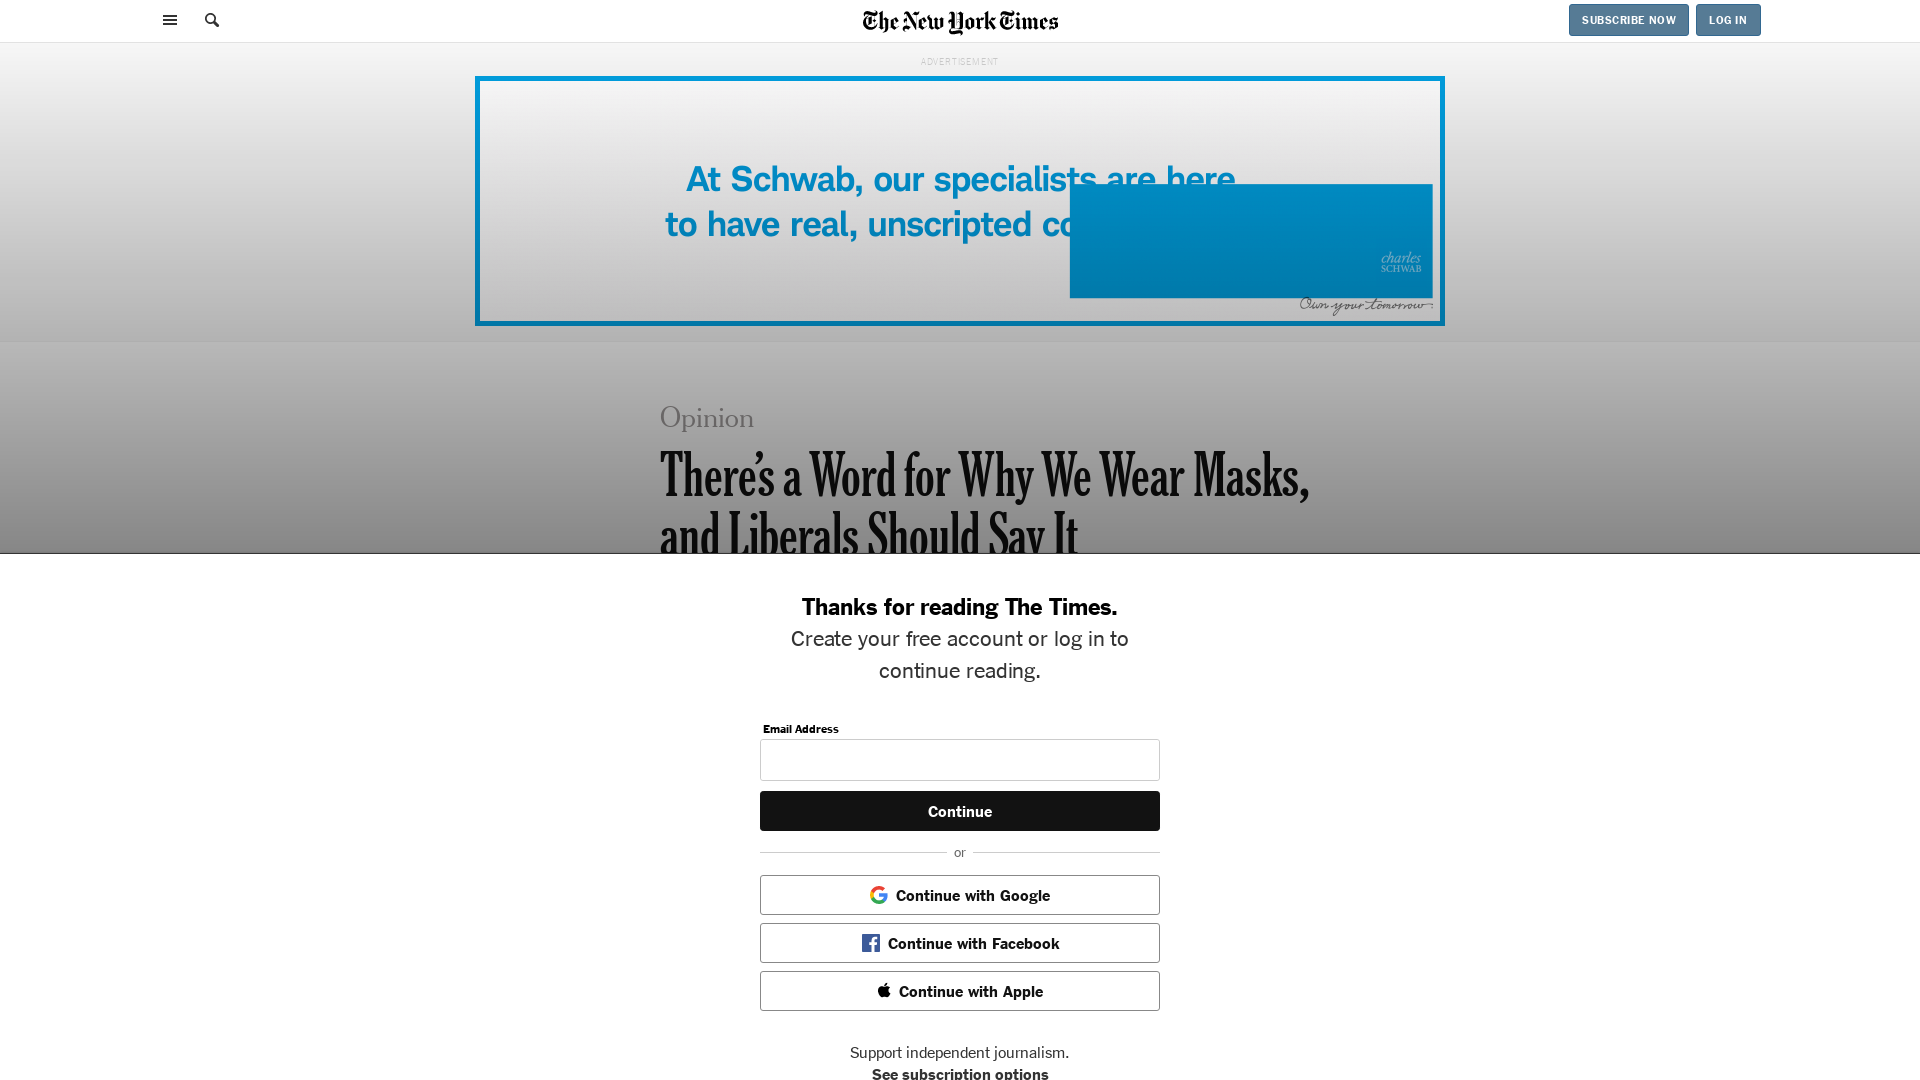 The New York Times
SUBSCRIBE NOW
LOG IN
ADVERTISEMENT
At Schwab, our specialists are here
to have real, unscripted
charles
SCHWAB
Own your tomorrow
Opinion
There’s a Word for Why We Wear Masks,
and Liberals Should Say It
Thanks for reading The Times.
Create your free account or log in to
continue reading.
Email Address
Continue
or
Continue with Google
Continue with Facebook
Continue with Apple
Support independent journalism.
See subscription options